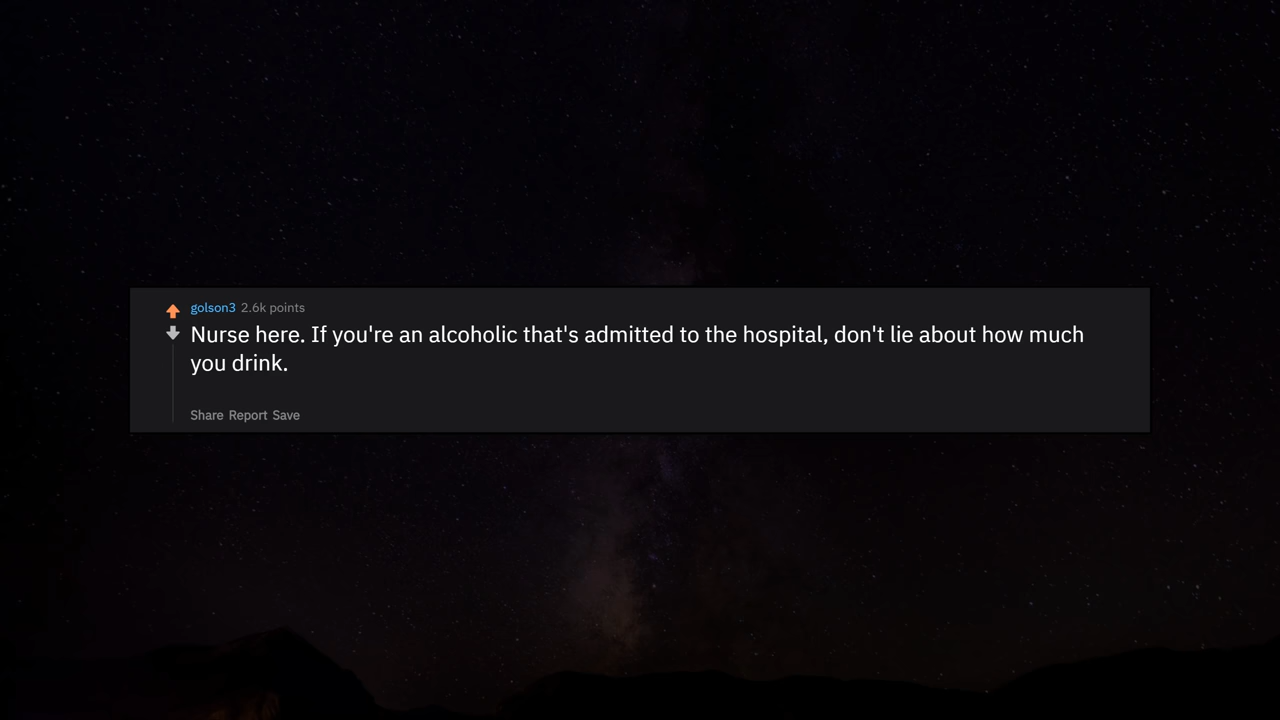 golson3 2.6k points
Nurse here. If you're an alcoholic that's admitted to the hospital, don't lie about how much
you drink.
Share Report Save